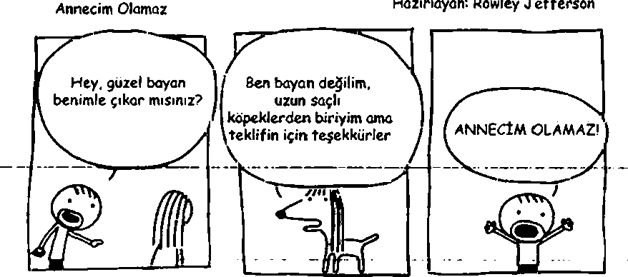 Annecim Olamaz
Hazırlayan: Rowley Jefferson
Hey, güzel bayan
benimle çıkar mısınız?
Ben bayan değilim,
uzun saçlı
köpeklerden biriyim ama
teklifin için teşekkürler
ANNECİM OLAMAZ!